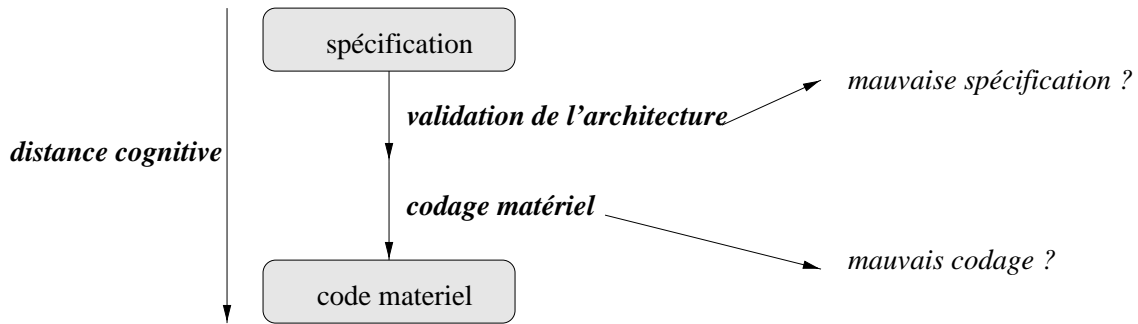 spécification
mauvaise spécification ?
validation de l'architecture
distance cognitive
codage matériel
mauvais codage ?
code materiel